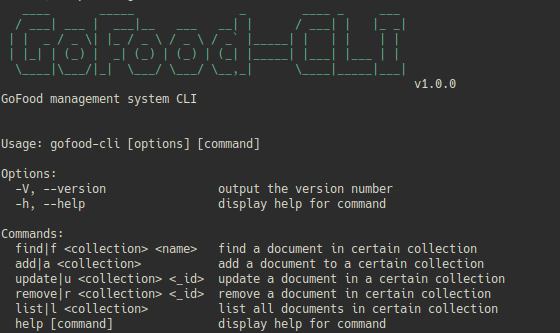 GoFood-CLI
v1.0.0
GoFood management system CLI
Usage: gofood-cli [options] [command]
Options:
-V, --version output the version number
-h, --help display help for command
Commands:
find|f <collection> <name> find a document in certain collection
add|a <collection> add a document to a certain collection
update|u <collection> <_id> update a document in a certain collection
remove|r <collection> <_id> remove a document in certain collection
list|l <collection> list all documents in certain collection
help [command] display help for command